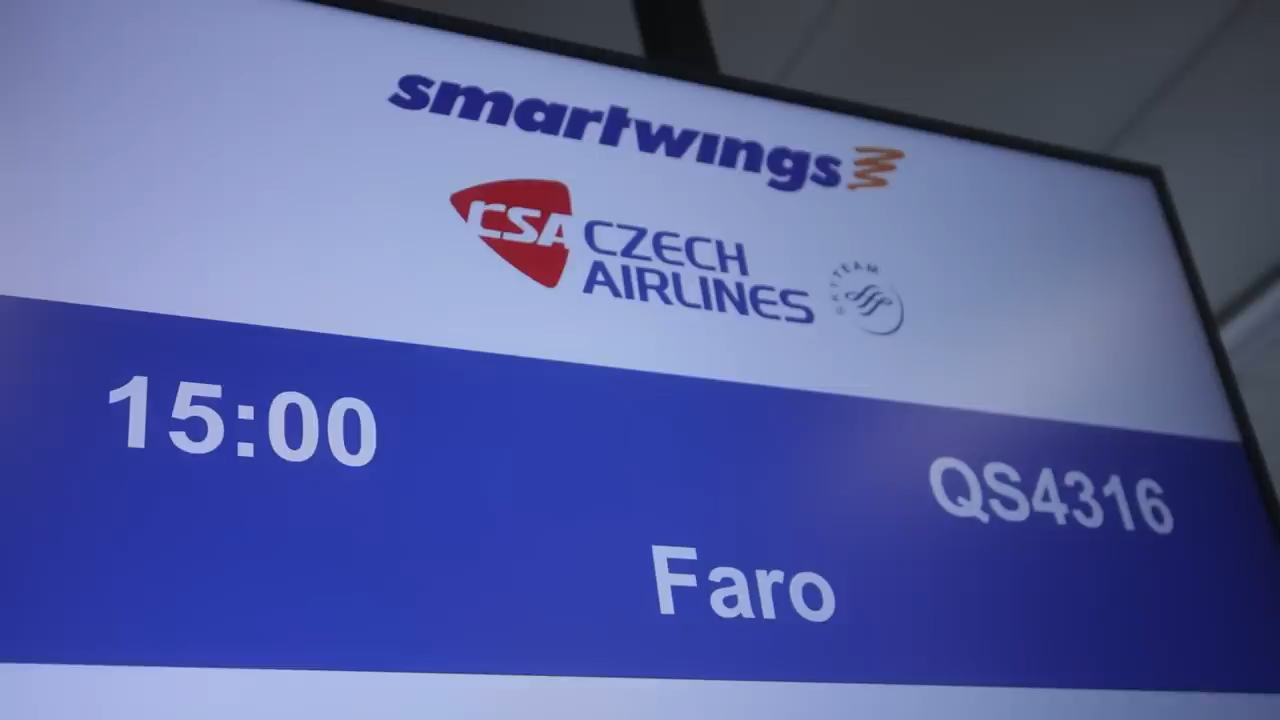 smartwings
CSA CZECH
AIRLINES
SKYTEAM
15:00
QS4316
Faro